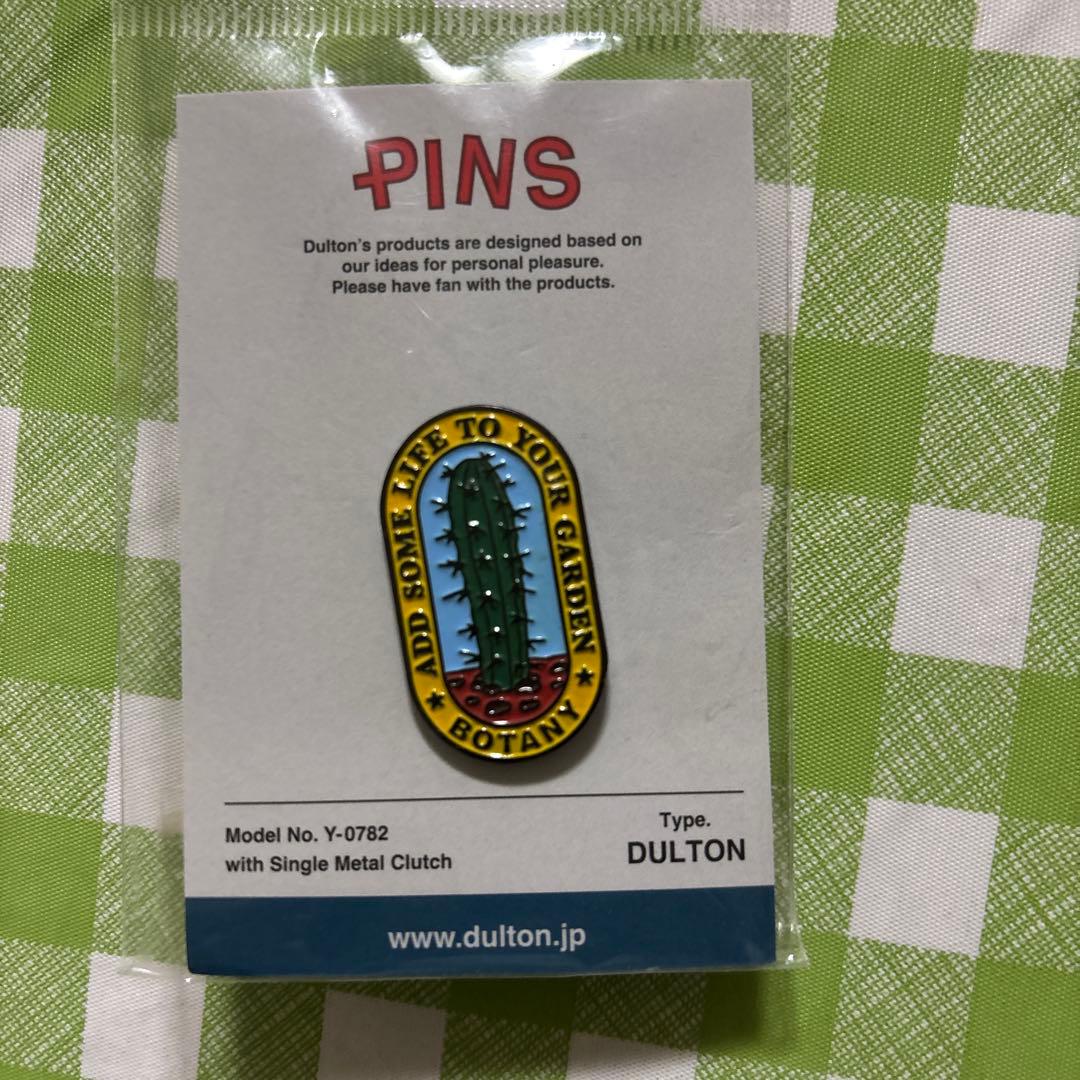 PINS
Dulton's products are designed based on
our ideas for personal pleasure.
Please have fan with the products.
ADD SOME LIFE TO YOUR GARDEN
★ BOTANY ★
Model No. Y-0782
with Single Metal Clutch
Type.
DULTON
www.dulton.jp